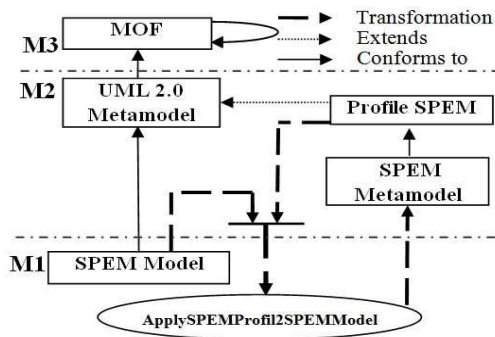 M3
MOF
Transformation
Extends
Conforms to
M2
UML 2.0
Metamodel
Profile SPEM
SPEM
Metamodel
M1
SPEM Model
ApplySPEMProfil2SPEMModel